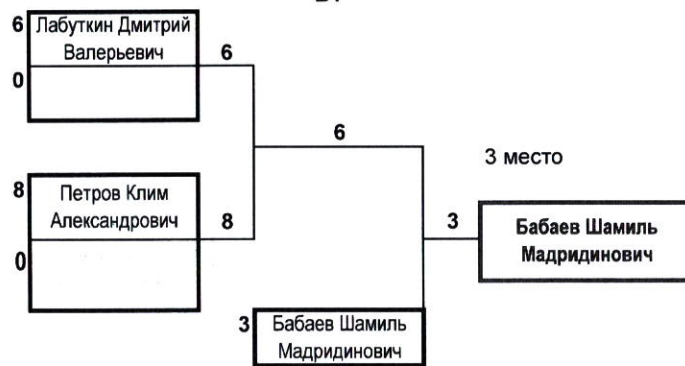 6
Лабуткин Дмитрий
Валерьевич
6
0
6
3 место
8
Петров Клим
Александрович
8
0
3
Бабаев Шамиль
Мадридинович
3
Бабаев Шамиль
Мадридинович